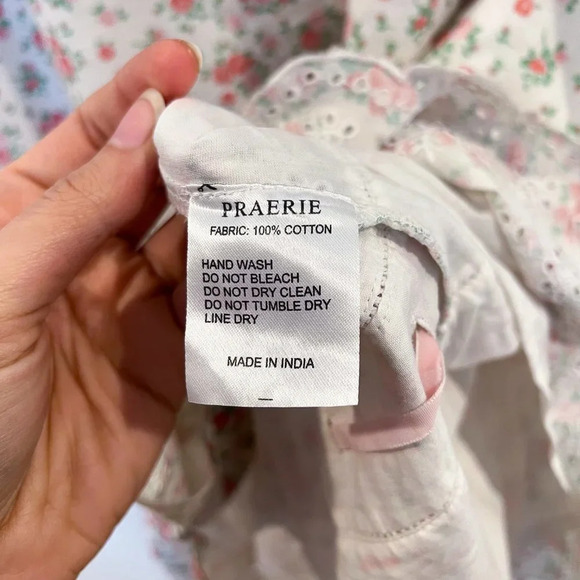 PRAERIE
FABRIC: 100% COTTON
HAND WASH
DO NOT BLEACH
DO NOT DRY CLEAN
DO NOT TUMBLE DRY
LINE DRY
MADE IN INDIA